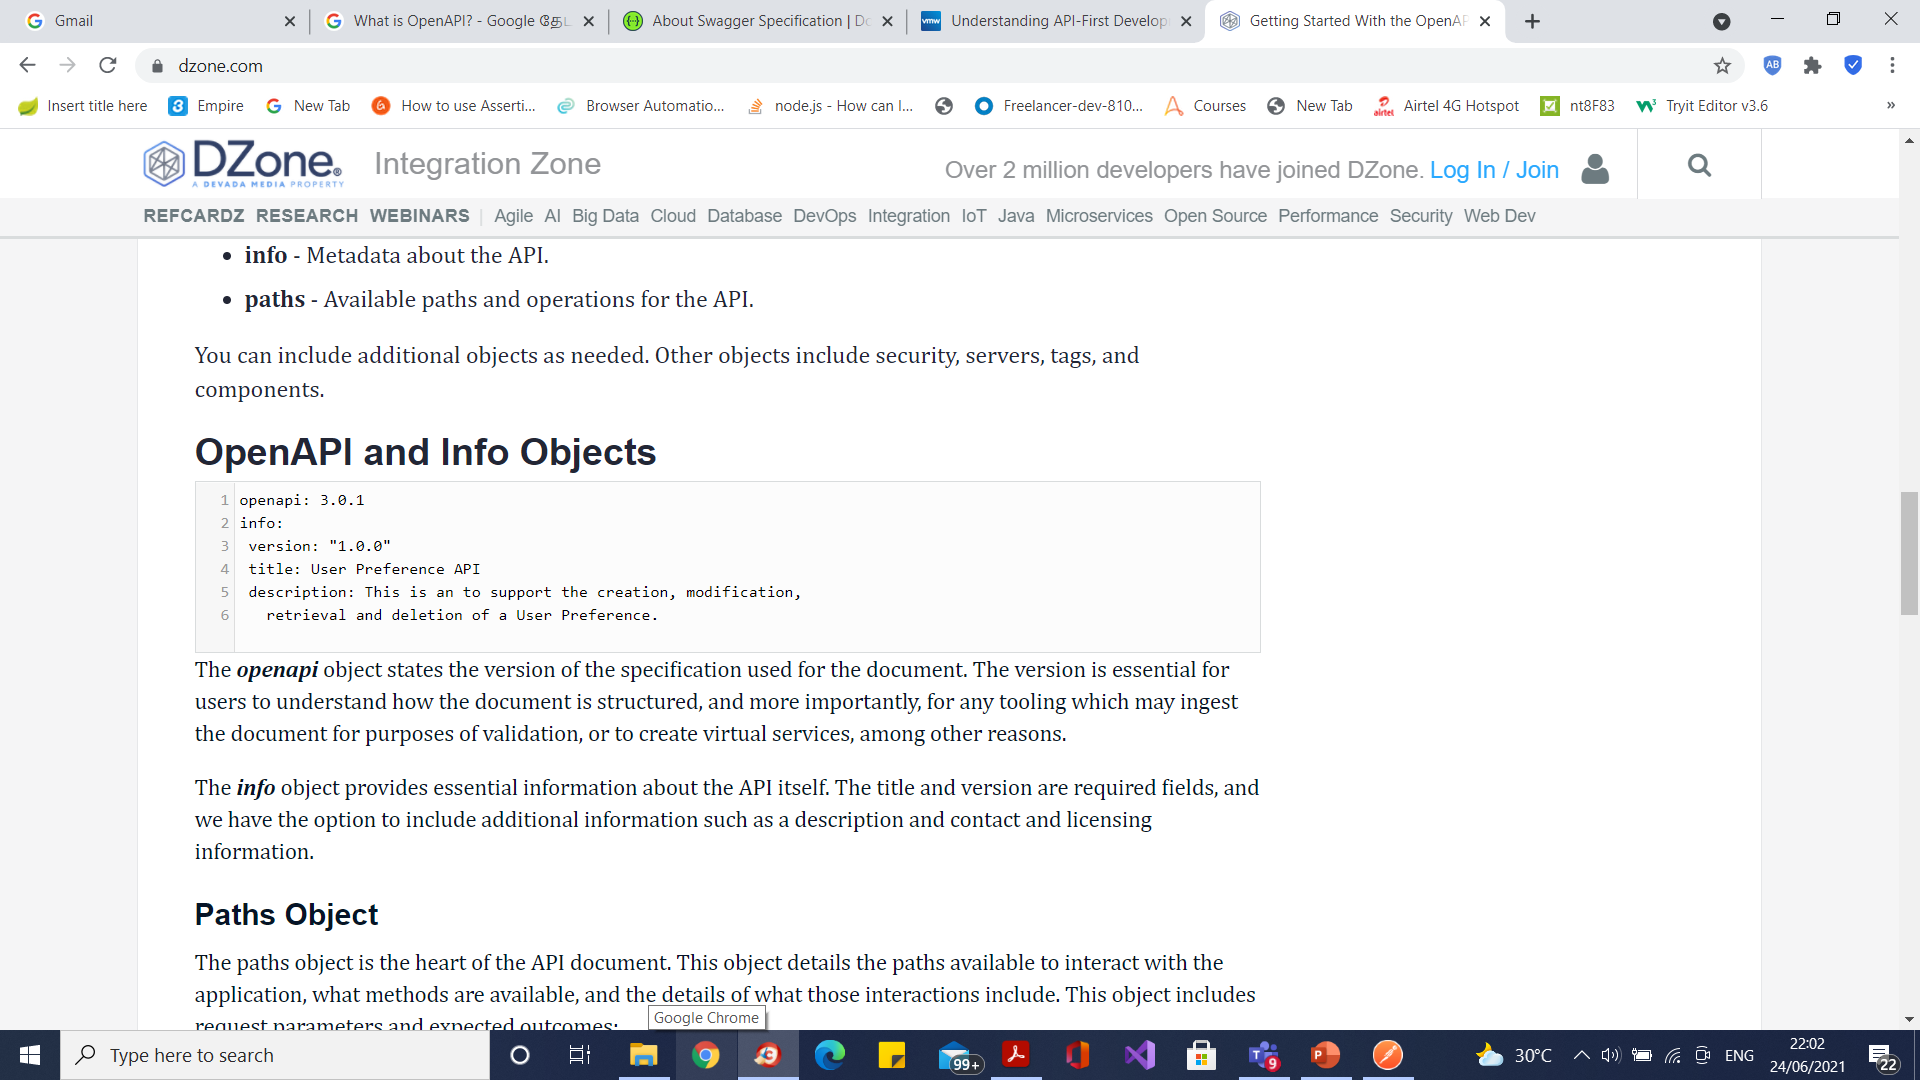 Gmail
What is OpenAPI? - Google
About Swagger Specification | Do
Understanding API-First Develop
Getting Started With the OpenAP
dzone.com
Insert title here
Empire
New Tab
How to use Asserti...
Browser Automatio...
node.js - How can I...
Freelancer-dev-810...
Courses
New Tab
Airtel 4G Hotspot
nt8F83
Tryit Editor v3.6
»
DZone.
A DEVADA MEDIA PROPERTY
Integration Zone
Over 2 million developers have joined DZone. Log In / Join
REFCARDZ RESEARCH WEBINARS | Agile AI Big Data Cloud Database DevOps Integration IoT Java Microservices Open Source Performance Security Web Dev
• info - Metadata about the API.
• paths - Available paths and operations for the API.
You can include additional objects as needed. Other objects include security, servers, tags, and
components.
OpenAPI and Info Objects
1 openapi: 3.0.1
2 info:
3 version: "1.0.0"
4 title: User Preference API
5 description: This is an to support the creation, modification,
6 retrieval and deletion of a User Preference.
The openapi object states the version of the specification used for the document. The version is essential for
users to understand how the document is structured, and more importantly, for any tooling which may ingest
the document for purposes of validation, or to create virtual services, among other reasons.
The info object provides essential information about the API itself. The title and version are required fields, and
we have the option to include additional information such as a description and contact and licensing
information.
Paths Object
The paths object is the heart of the API document. This object details the paths available to interact with the
application, what methods are available, and the details of what those interactions include. This object includes
request parameters and expected outcomes:
Google Chrome
Type here to search
99+
9
30°C
ENG
22:02
24/06/2021
22